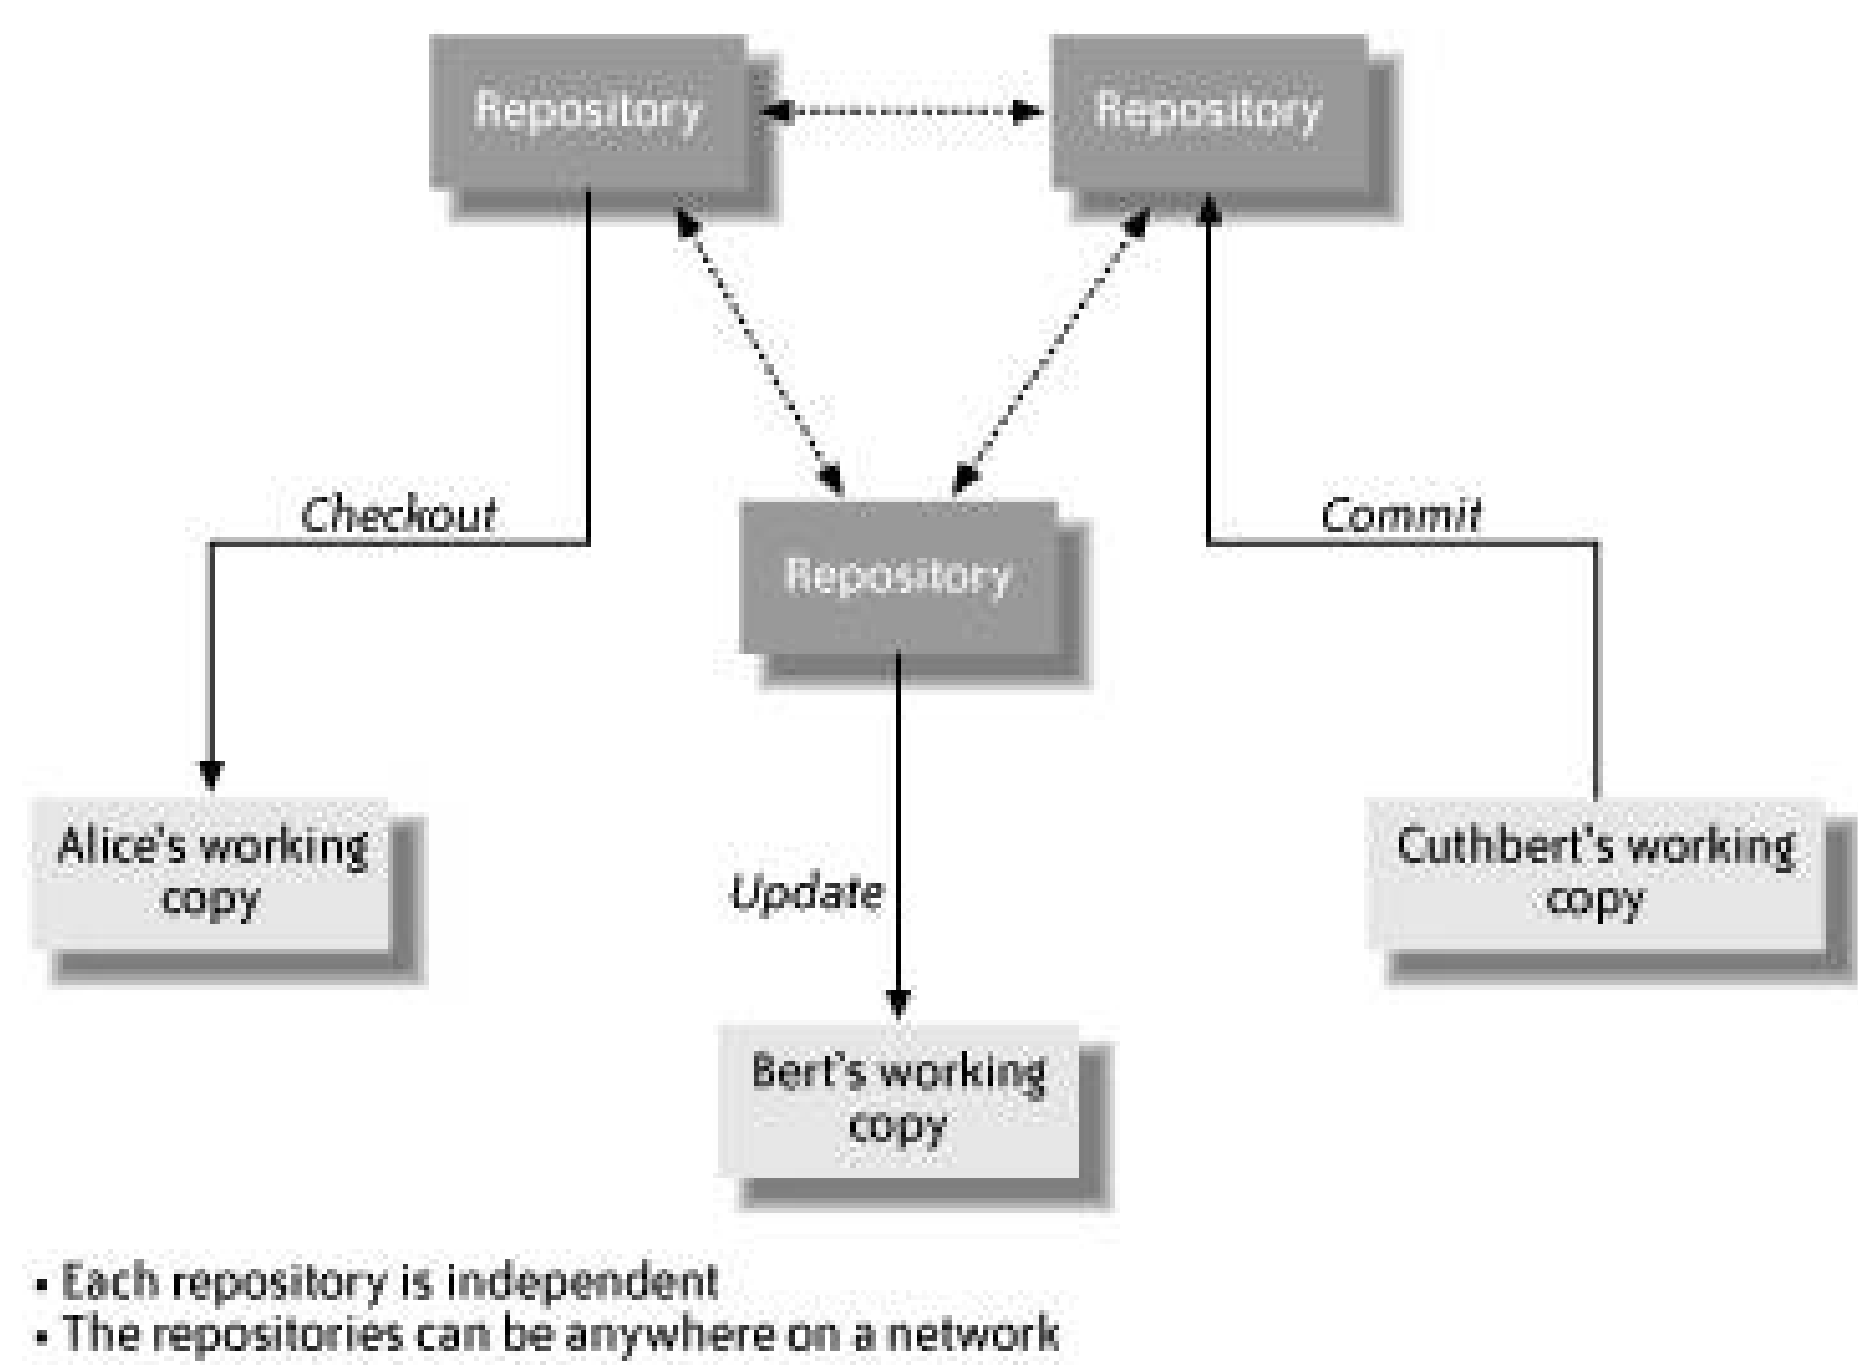 Repository
Repository
Checkout
Commit
Repository
Alice's working
copy
Cuthbert's working
copy
Update
Bert's working
copy
• Each repository is independent
• The repositories can be anywhere on a network